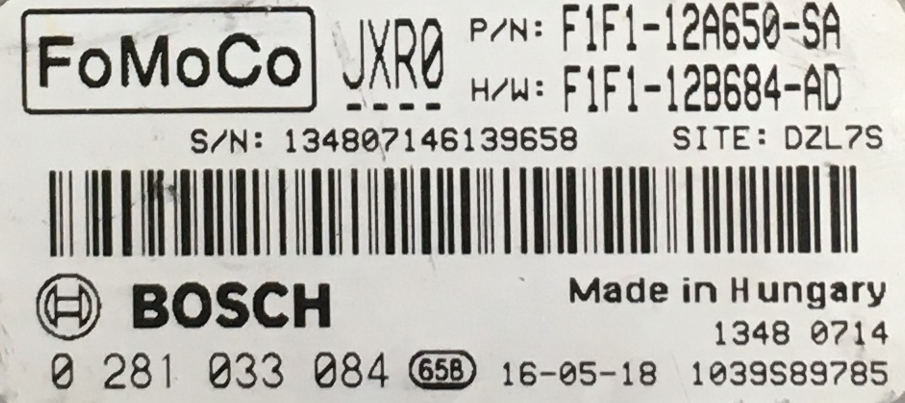 FoMoCo JXR0 P/N: F1F1-12A650-SA
H/W: F1F1-12B684-AD
S/N: 134807146139658 SITE: DZL7S
BOSCH Made in Hungary
1348 0714
0 281 033 084 65B 16-05-18 1039S89785